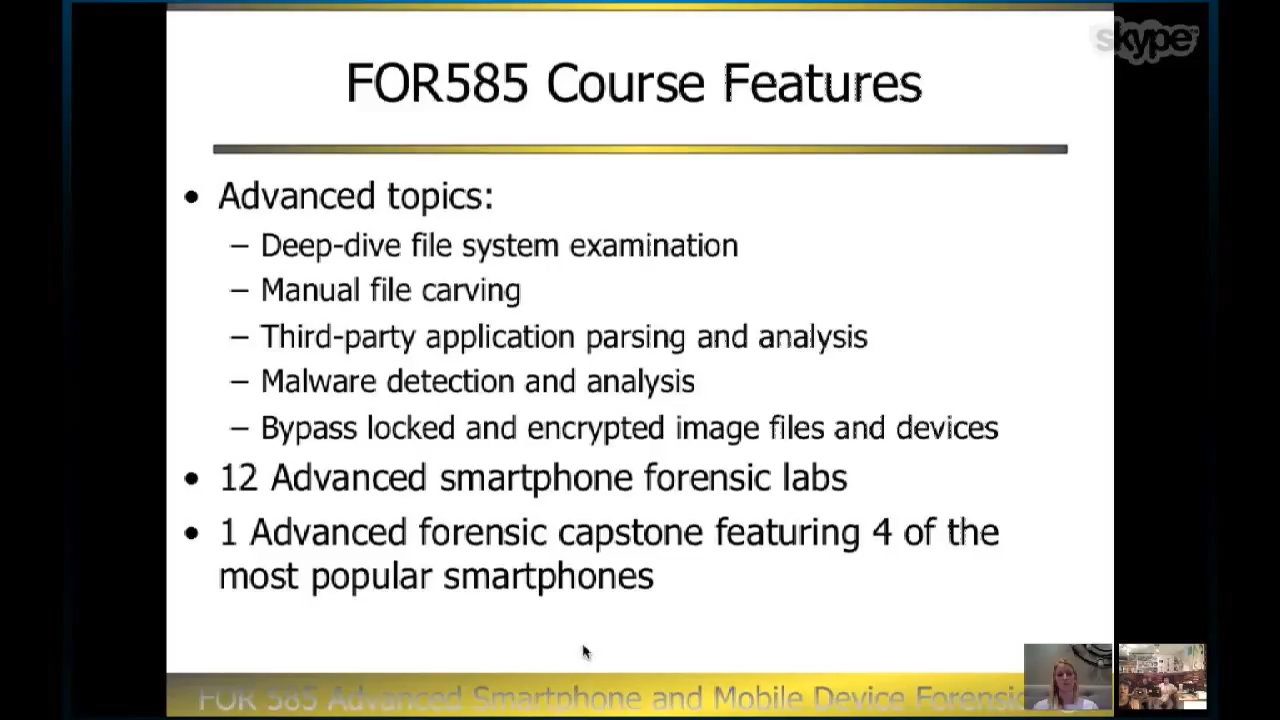 skype
FOR585 Course Features
• Advanced topics:
– Deep-dive file system examination
– Manual file carving
– Third-party application parsing and analysis
– Malware detection and analysis
– Bypass locked and encrypted image files and devices
• 12 Advanced smartphone forensic labs
• 1 Advanced forensic capstone featuring 4 of the
most popular smartphones
FOR 585 Advanced Smartphone and Mobile Device Forensic